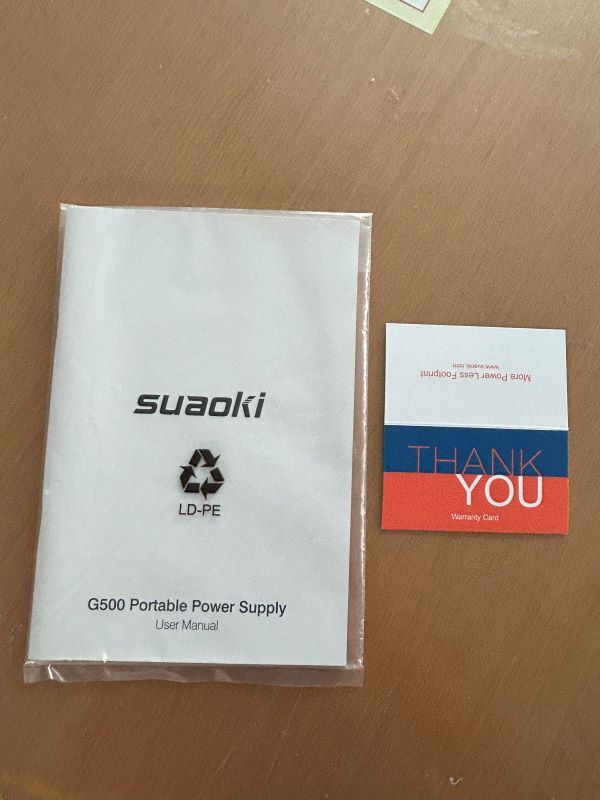 suaoki
LD-PE
G500 Portable Power Supply
User Manual
More Power Less Footprint
www.suaoki.com
THANK
YOU
Warranty Card